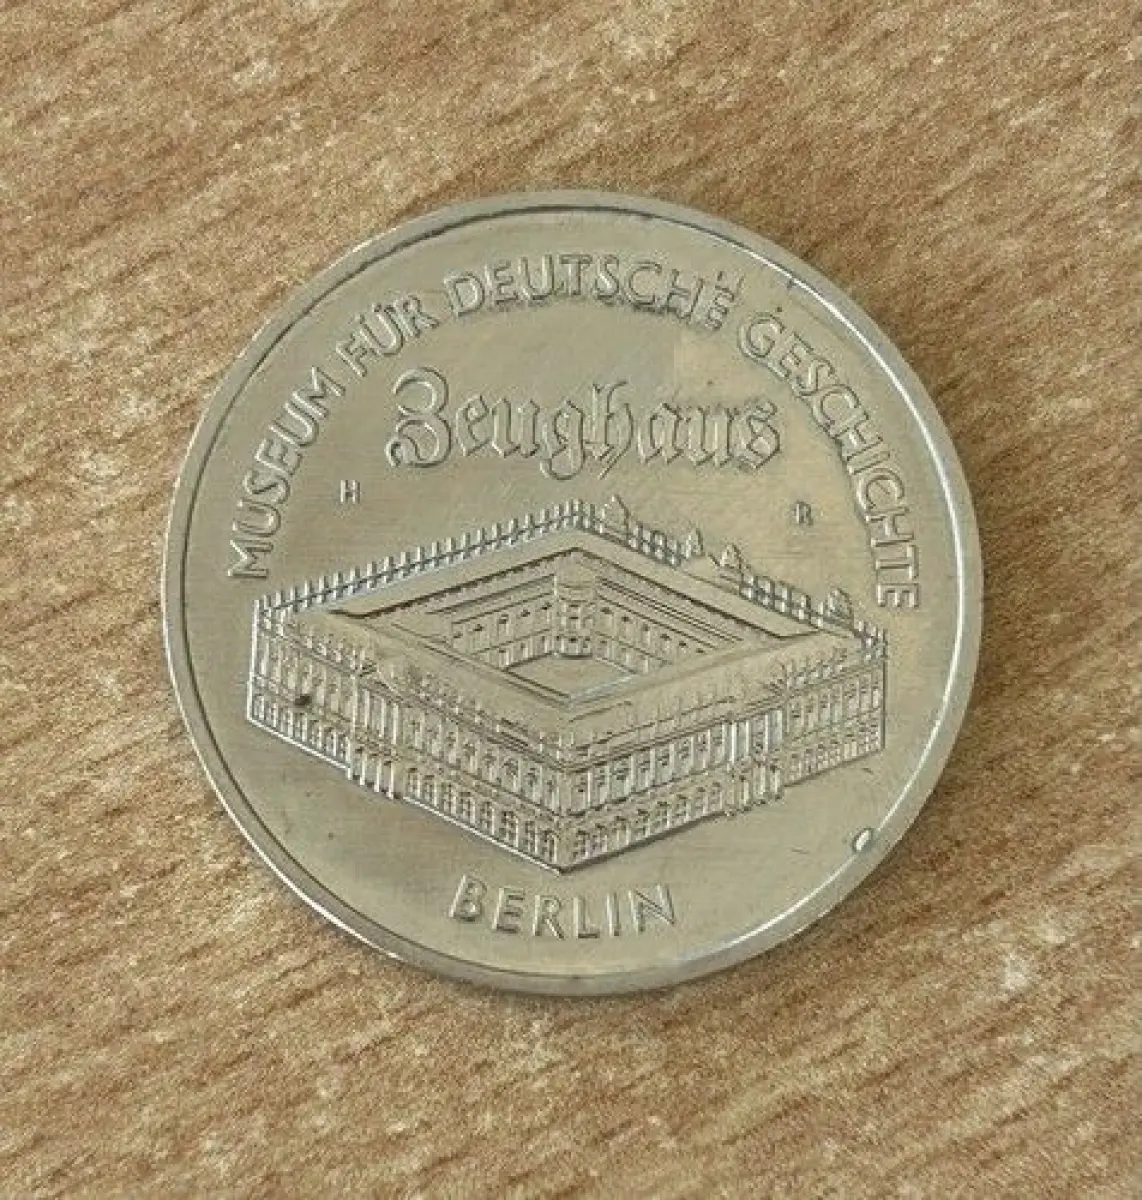 MUSEUM FÜR DEUTSCHE GESCHICHTE
Zeughaus
H R
BERLIN